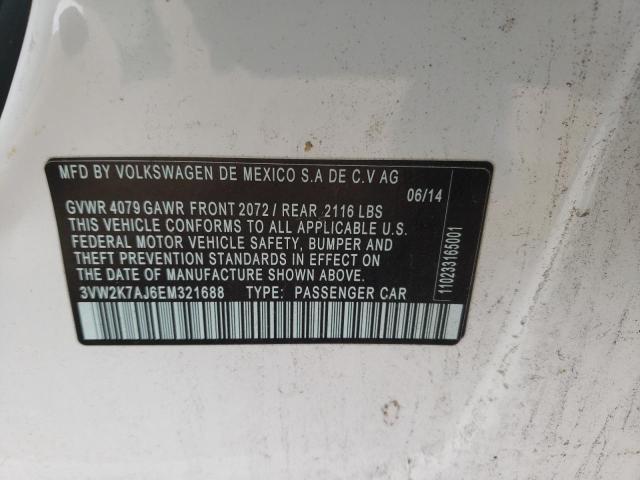 MFD BY VOLKSWAGEN DE MEXICO S.A DE C.V AG
06/14
GVWR 4079 GAWR FRONT 2072 / REAR 2116 LBS
THIS VEHICLE CONFORMS TO ALL APPLICABLE U.S.
FEDERAL MOTOR VEHICLE SAFETY, BUMPER AND
THEFT PREVENTION STANDARDS IN EFFECT ON
THE DATE OF MANUFACTURE SHOWN ABOVE.
3VW2K7AJ6EM321688 TYPE: PASSENGER CAR
110233165001